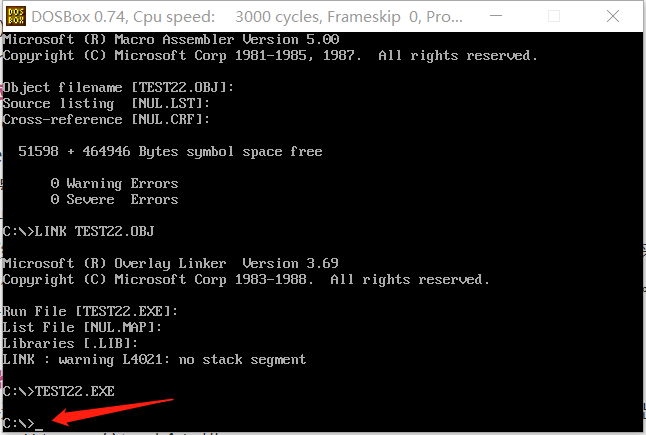 DOSBox 0.74, Cpu speed: 3000 cycles, Frameskip 0, Pro...
Microsoft (R) Macro Assembler Version 5.00
Copyright (C) Microsoft Corp 1981-1985, 1987. All rights reserved.
Object filename [TEST22.OBJ]:
Source listing [NUL.LST]:
Cross-reference [NUL.CRF]:
51598 + 464946 Bytes symbol space free
0 Warning Errors
0 Severe Errors
C:\>LINK TEST22.OBJ
Microsoft (R) Overlay Linker Version 3.69
Copyright (C) Microsoft Corp 1983-1988. All rights reserved.
Run File [TEST22.EXE]:
List File [NUL.MAP]:
Libraries [.LIB]:
LINK : warning L4021: no stack segment
C:\>TEST22.EXE
C:\>_